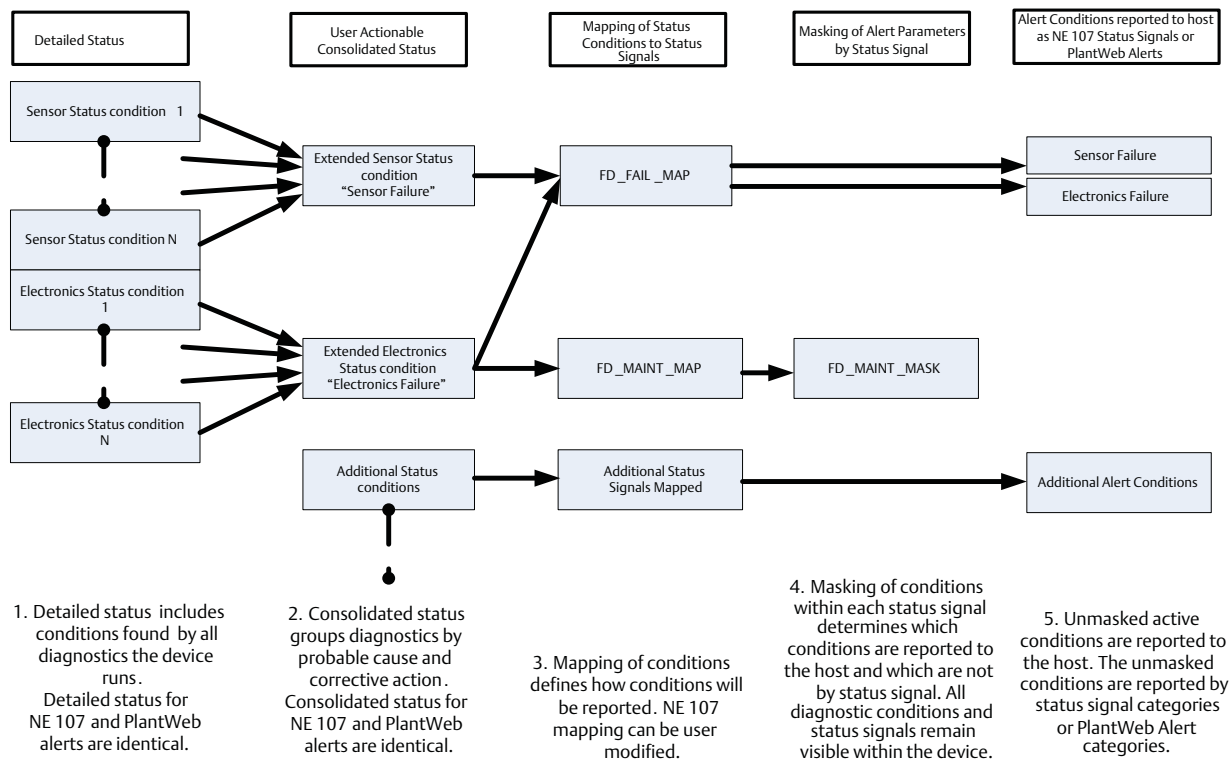 Detailed Status
User Actionable
Consolidated Status
Mapping of Status
Conditions to Status
Signals
Masking of Alert Parameters
by Status Signal
Alert Conditions reported to host
as NE 107 Status Signals or
PlantWeb Alerts
Sensor Status condition 1
Sensor Status condition N
Electronics Status condition
1
Electronics Status condition
N
Extended Sensor Status
condition
“Sensor Failure”
Extended Electronics
Status condition
“Electronics Failure”
Additional Status
conditions
FD_FAIL_MAP
FD_MAINT_MAP
Additional Status
Signals Mapped
FD_MAINT_MASK
Sensor Failure
Electronics Failure
Additional Alert Conditions
1. Detailed status includes
conditions found by all
diagnostics the device
runs.
Detailed status for
NE 107 and PlantWeb
alerts are identical.
2. Consolidated status
groups diagnostics by
probable cause and
corrective action.
Consolidated status for
NE 107 and PlantWeb
alerts are identical.
3. Mapping of conditions
defines how conditions will
be reported. NE 107
mapping can be user
modified.
4. Masking of conditions
within each status signal
determines which
conditions are reported to
the host and which are not
by status signal. All
diagnostic conditions and
status signals remain
visible within the device.
5. Unmasked active
conditions are reported to
the host. The unmasked
conditions are reported by
status signal categories
or PlantWeb Alert
categories.